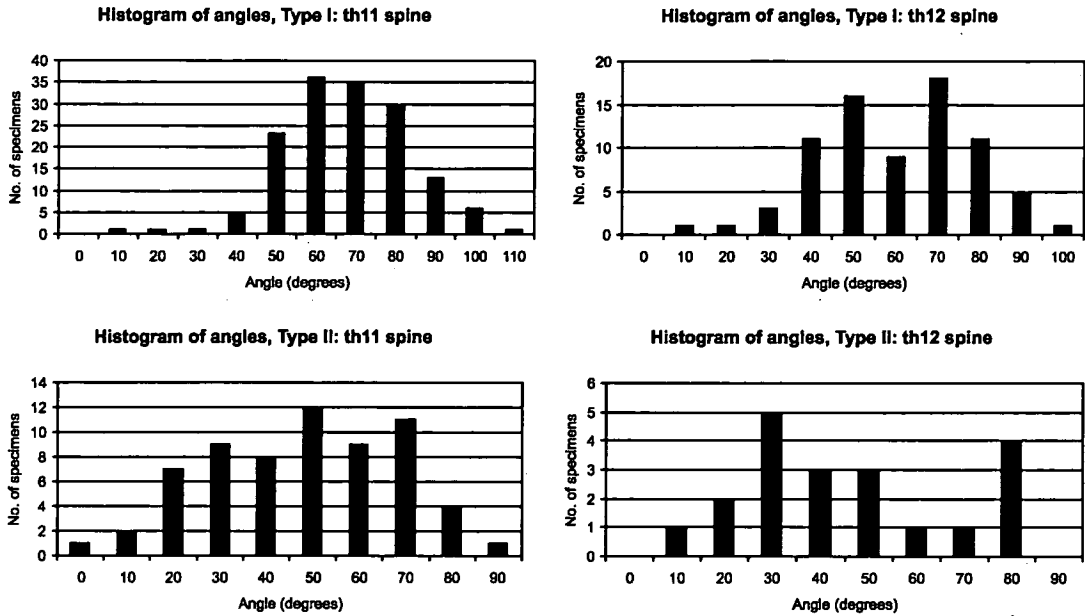 Histogram of angles, Type I: th11 spine
No. of specimens
40
35
30
25
20
15
10
5
0
0 10 20 30 40 50 60 70 80 90 100 110
Angle (degrees)
Histogram of angles, Type I: th12 spine
No. of specimens
20
15
10
5
0
0 10 20 30 40 50 60 70 80 90 100
Angle (degrees)
Histogram of angles, Type II: th11 spine
No. of specimens
14
12
10
8
6
4
2
0
0 10 20 30 40 50 60 70 80 90
Angle (degrees)
Histogram of angles, Type II: th12 spine
No. of specimens
6
5
4
3
2
1
0
0 10 20 30 40 50 60 70 80 90
Angle (degrees)